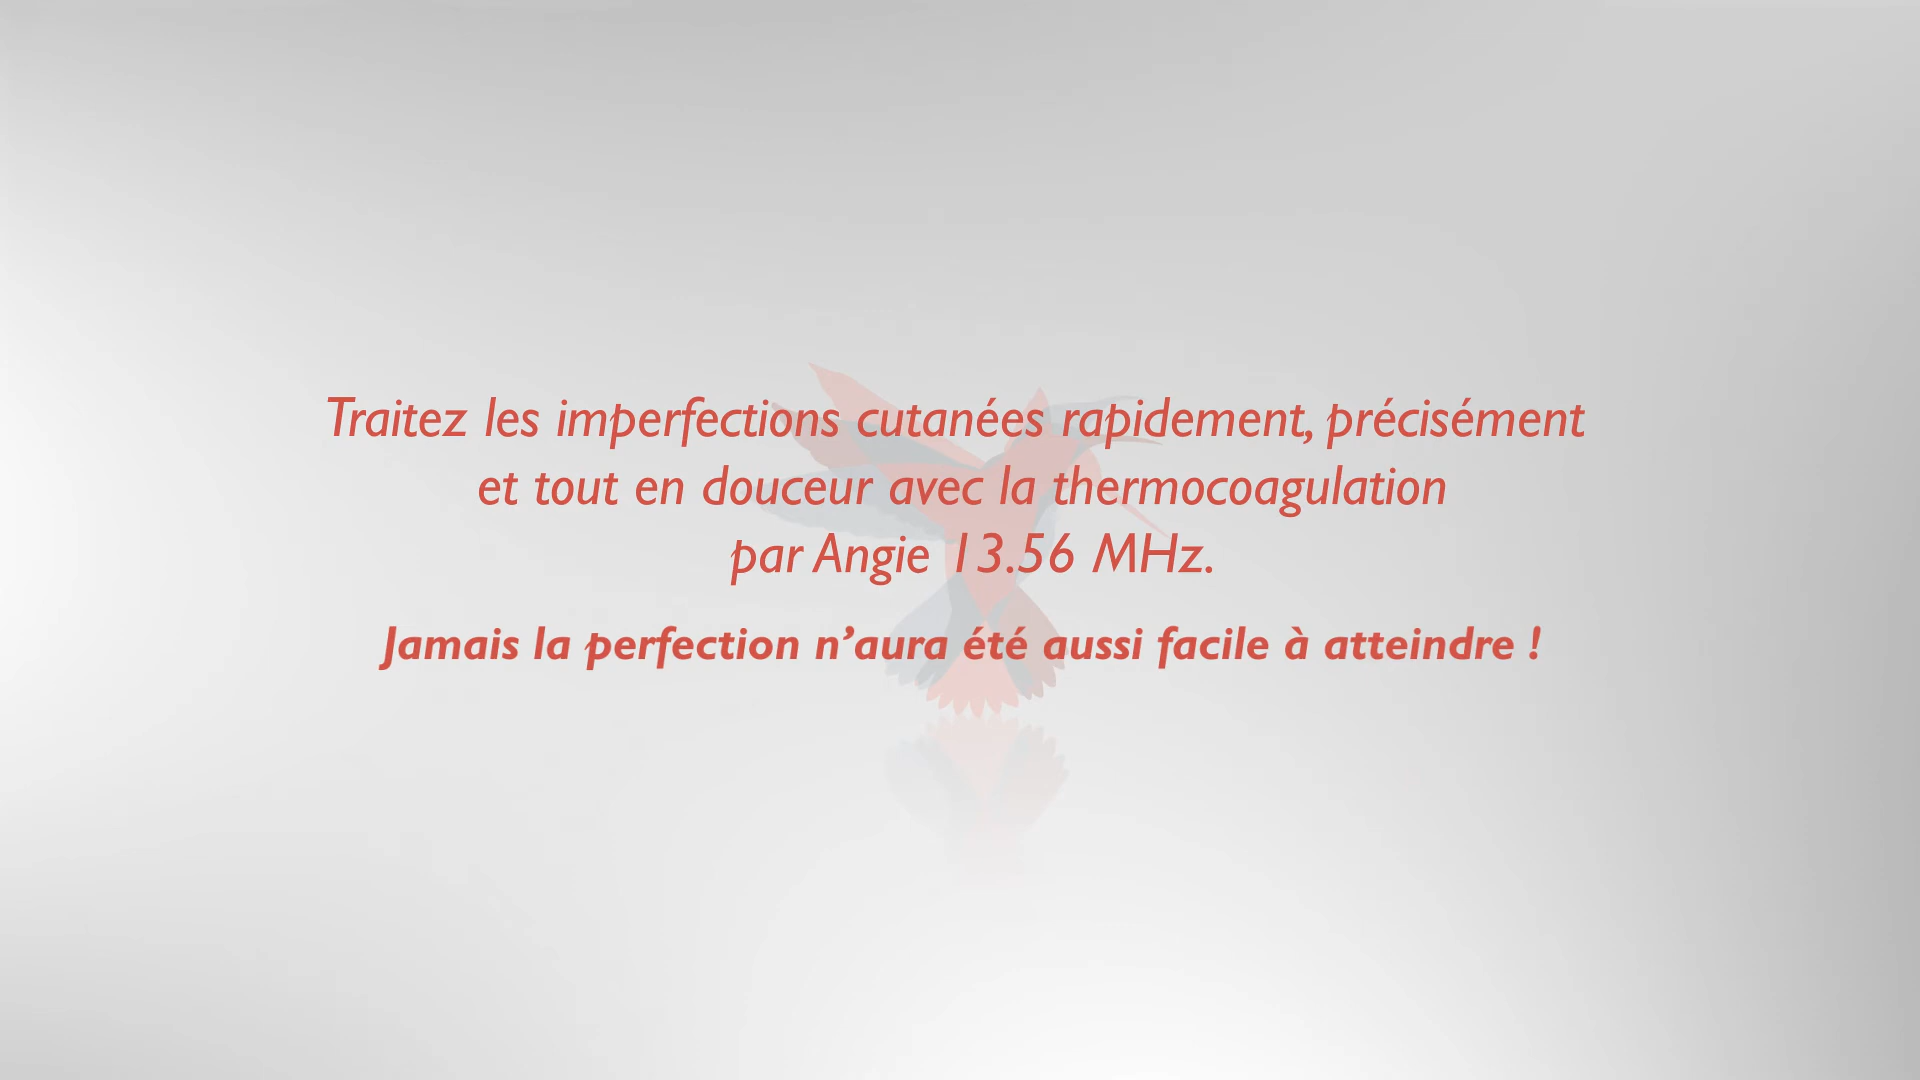 Traitez les imperfections cutanées rapidement, précisément
et tout en douceur avec la thermocoagulation
par Angie 13.56 MHz.
Jamais la perfection n’aura été aussi facile à atteindre !